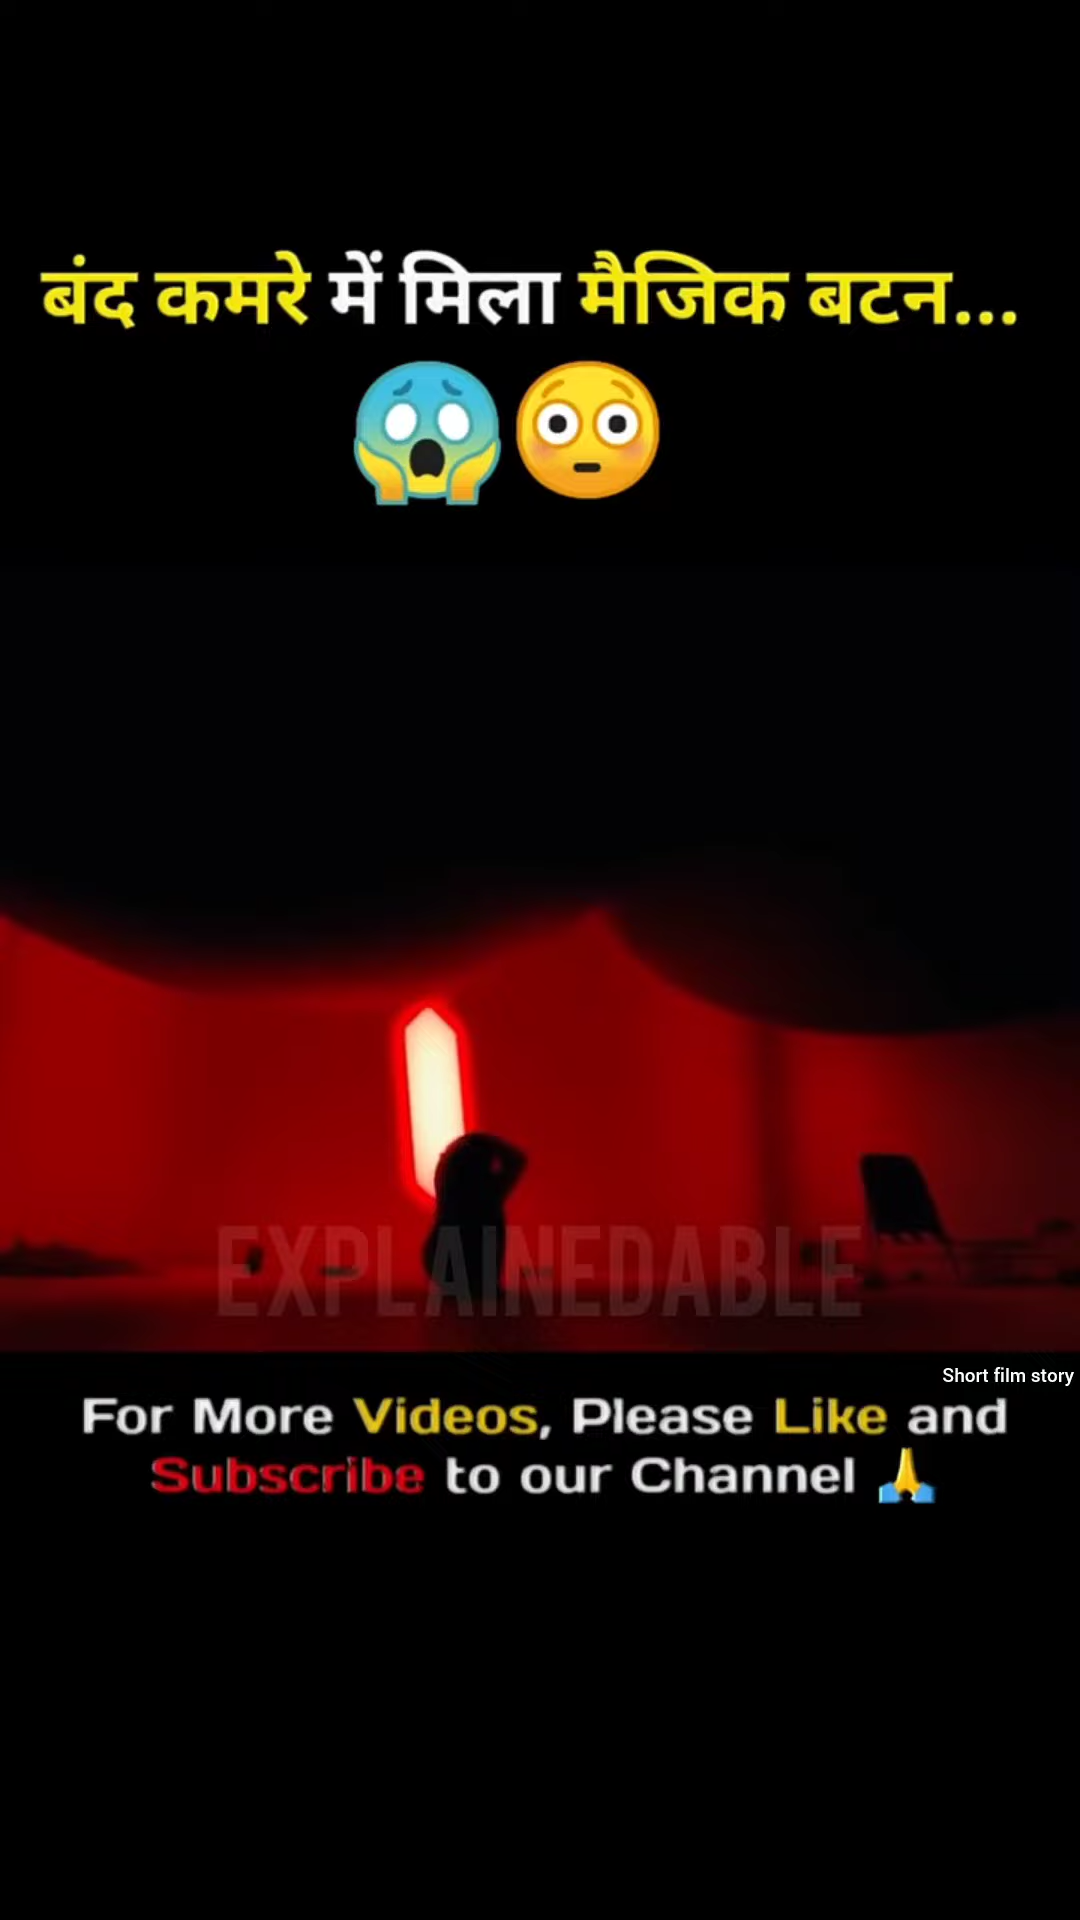 बंद कमरे में मिला मैजिक बटन...
😱😳
EXPLAINEDABLE
Short film story
For More Videos, Please Like and
Subscribe to our Channel 🙏